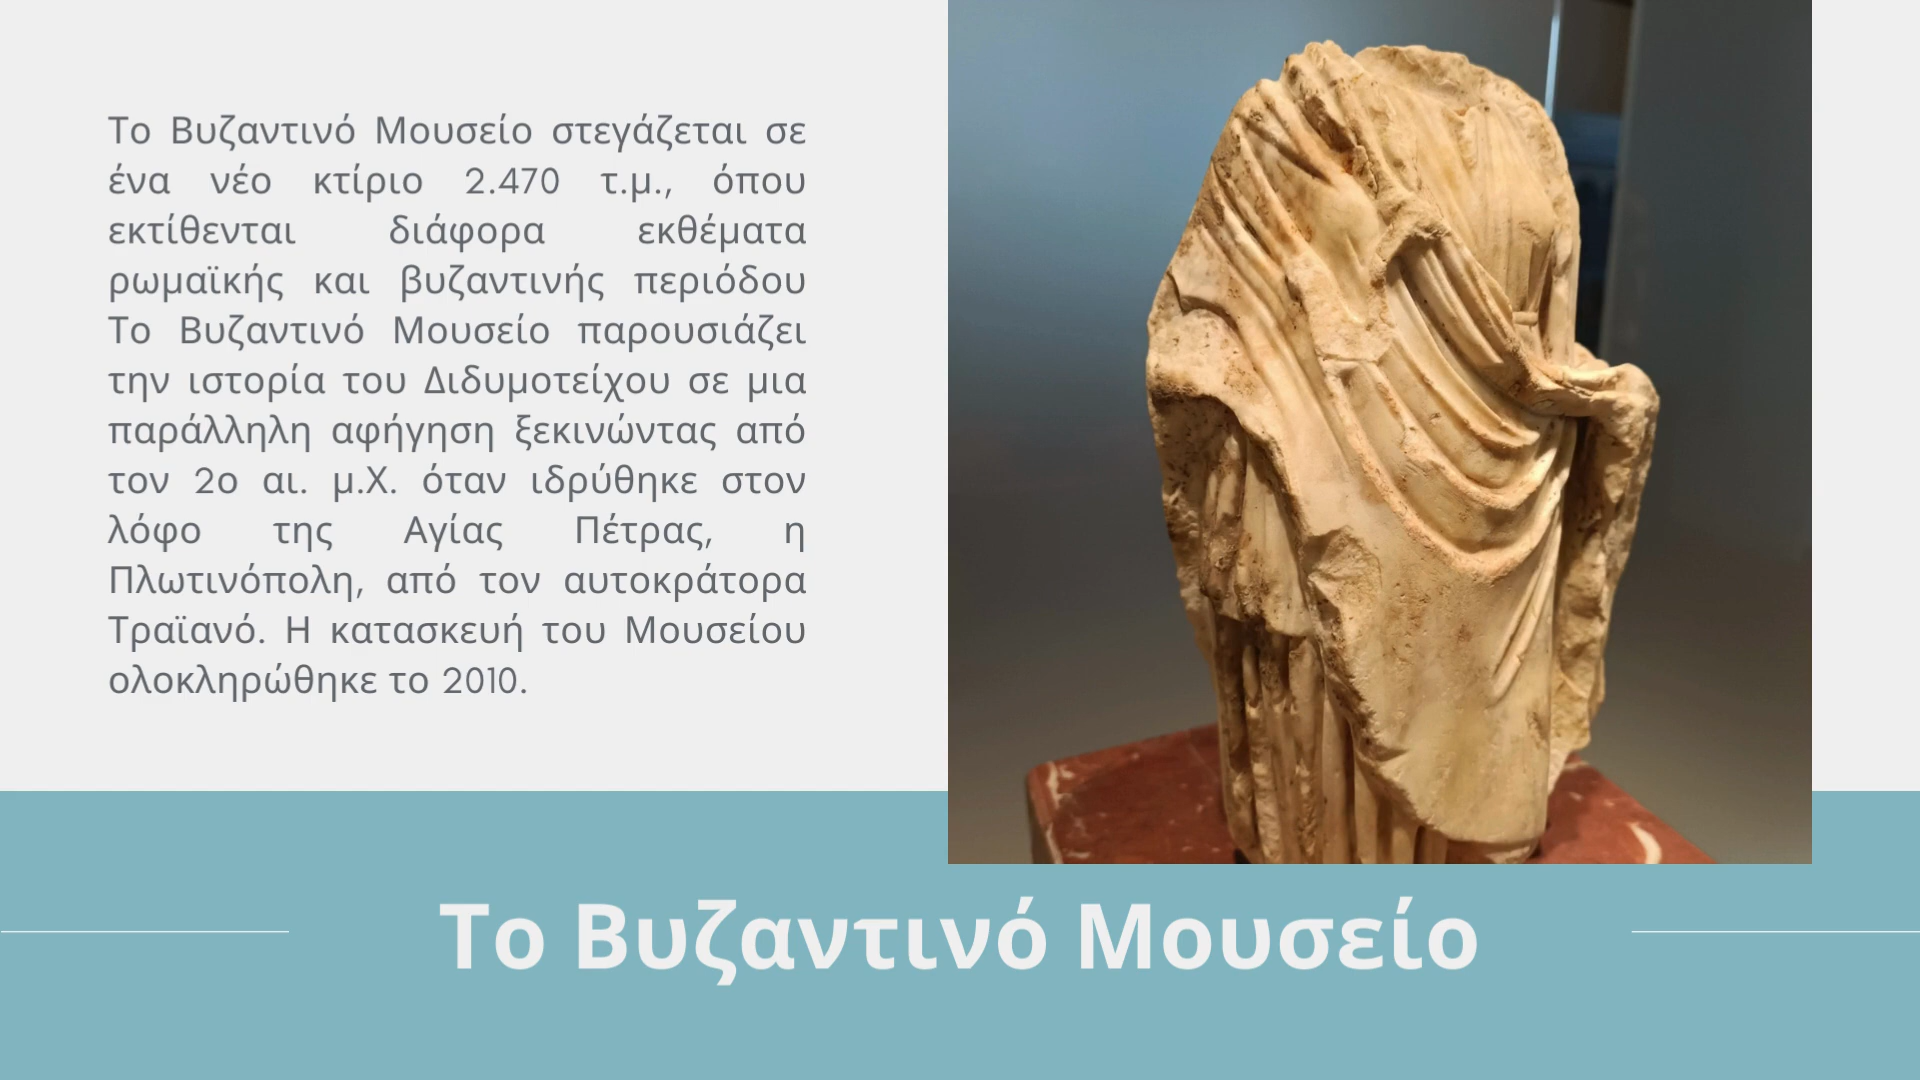 Το Βυζαντινό Μουσείο στεγάζεται σε
ένα νέο κτίριο 2.470 τ.μ., όπου
εκτίθενται διάφορα εκθέματα
ρωμαϊκής και βυζαντινής περιόδου
Το Βυζαντινό Μουσείο παρουσιάζει
την ιστορία του Διδυμοτείχου σε μια
παράλληλη αφήγηση ξεκινώντας από
τον 2ο αι. μ.Χ. όταν ιδρύθηκε στον
λόφο της Αγίας Πέτρας, η
Πλωτινόπολη, από τον αυτοκράτορα
Τραϊανό. Η κατασκευή του Μουσείου
ολοκληρώθηκε το 2010.
Το Βυζαντινό Μουσείο